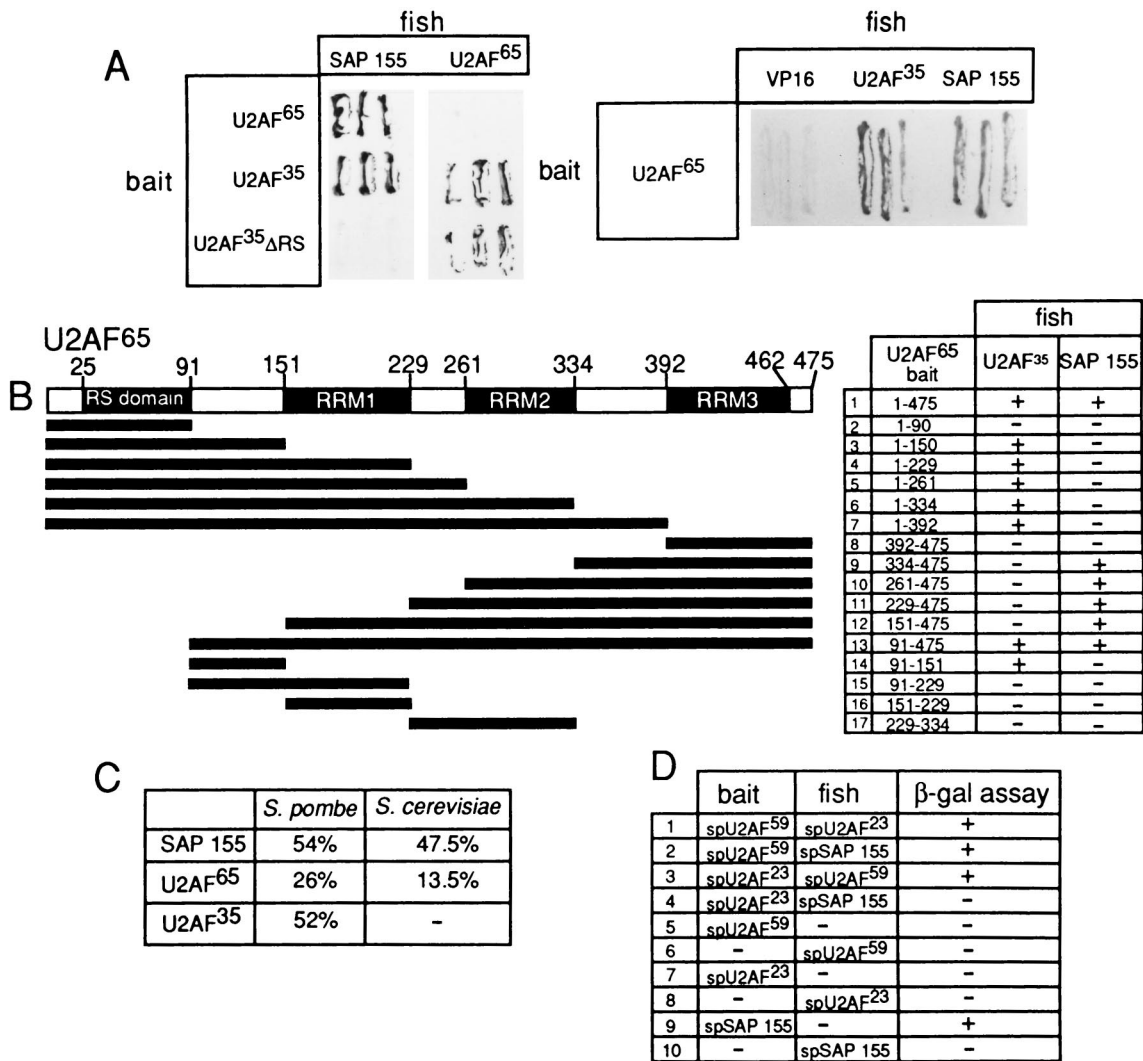 A
fish
SAP 155 U2AF65
bait
U2AF65
U2AF35
U2AF35ΔRS
fish
VP16 U2AF35 SAP 155
bait
U2AF65
B
U2AF65
25 91 151 229 261 334 392 462 475
RS domain RRM1 RRM2 RRM3
fish
U2AF65 bait U2AF35 SAP 155
1 1-475 + +
2 1-90 - -
3 1-150 + -
4 1-229 + -
5 1-261 + -
6 1-334 + -
7 1-392 + -
8 392-475 - -
9 334-475 - +
10 261-475 - +
11 229-475 - +
12 151-475 - +
13 91-475 + +
14 91-151 + -
15 91-229 - -
16 151-229 - -
17 229-334 - -
C
S. pombe S. cerevisiae
SAP 155 54% 47.5%
U2AF65 26% 13.5%
U2AF35 52% -
D
bait fish β-gal assay
1 spU2AF59 spU2AF23 +
2 spU2AF59 spSAP 155 +
3 spU2AF23 spU2AF59 +
4 spU2AF23 spSAP 155 -
5 spU2AF59 - -
6 - spU2AF59 -
7 spU2AF23 - -
8 - spU2AF23 -
9 spSAP 155 - +
10 - spSAP 155 -